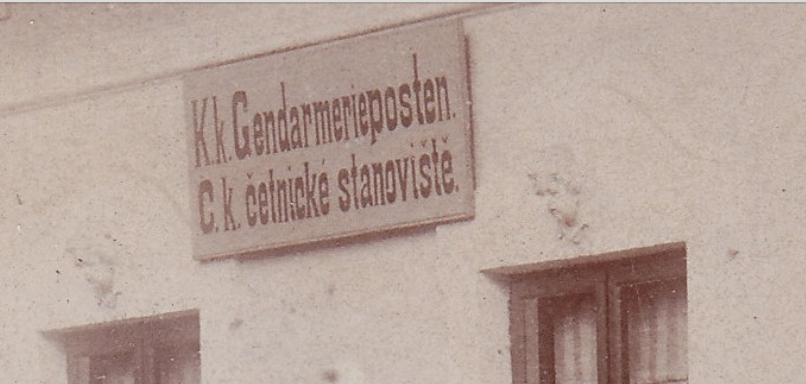 K.k. Gendarmerieposten.
C.k. četnické stanoviště.